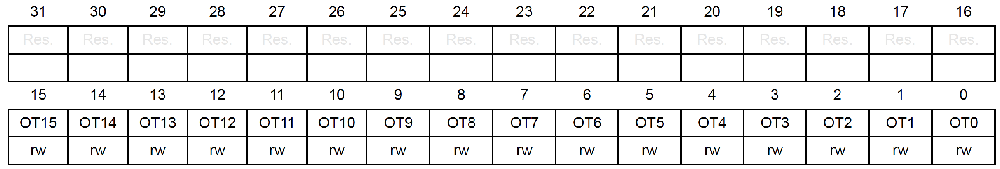 31 30 29 28 27 26 25 24 23 22 21 20 19 18 17 16
Res. Res. Res. Res. Res. Res. Res. Res. Res. Res. Res. Res. Res. Res. Res. Res.
15 14 13 12 11 10 9 8 7 6 5 4 3 2 1 0
OT15 OT14 OT13 OT12 OT11 OT10 OT9 OT8 OT7 OT6 OT5 OT4 OT3 OT2 OT1 OT0
rw rw rw rw rw rw rw rw rw rw rw rw rw rw rw rw